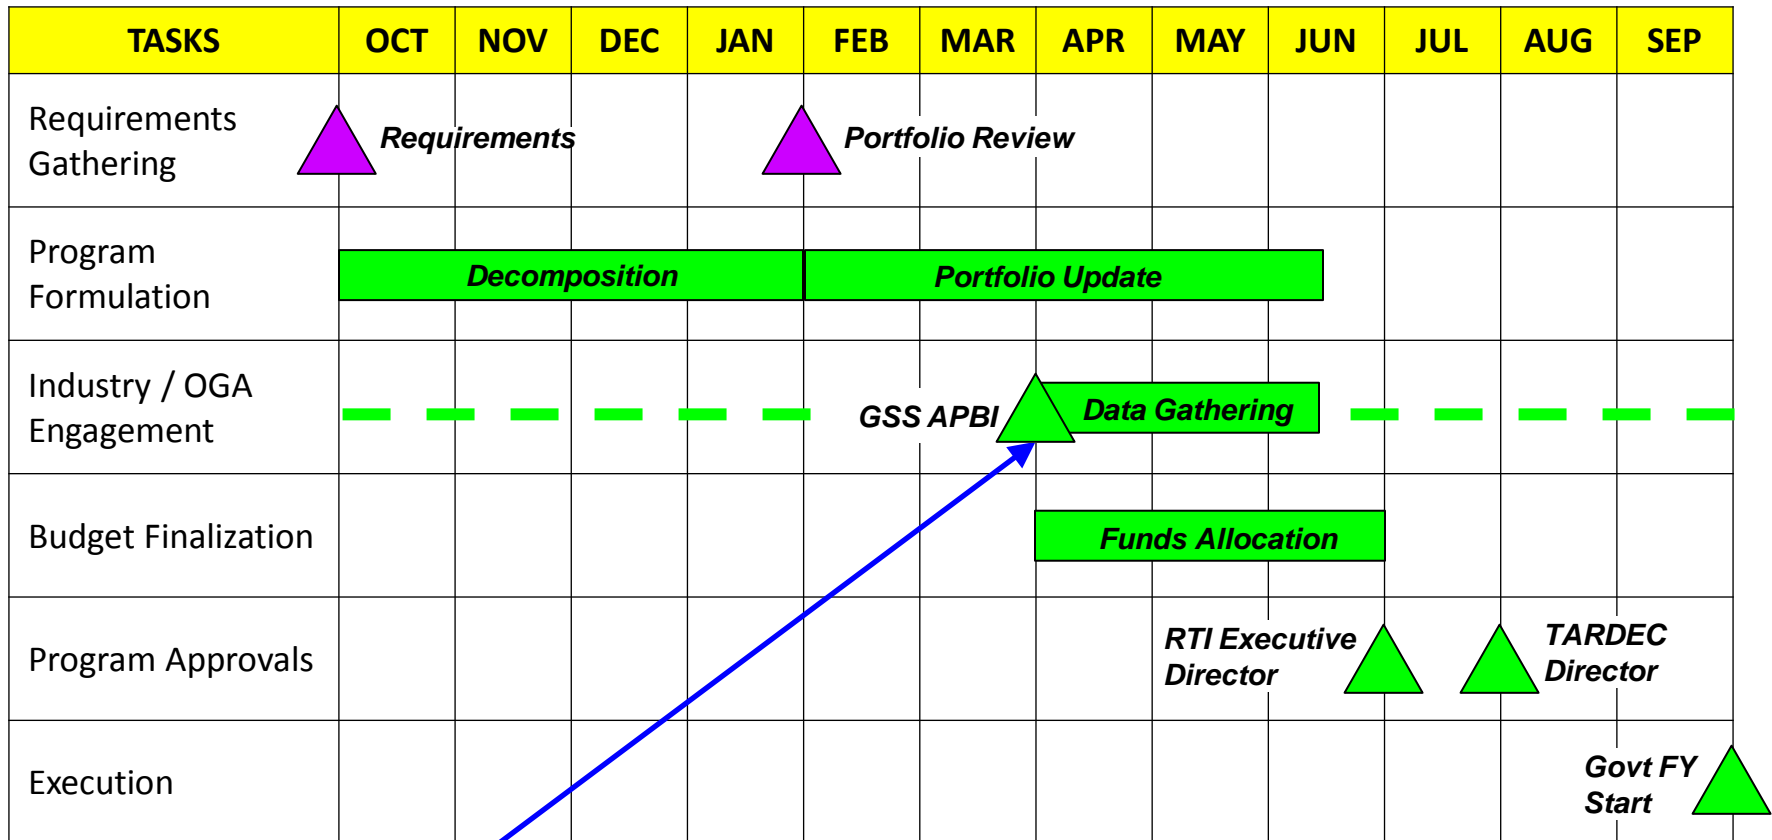 TASKS OCT NOV DEC JAN FEB MAR APR MAY JUN JUL AUG SEP
Requirements
Gathering
Requirements
Portfolio Review
Program
Formulation
Decomposition
Portfolio Update
Industry / OGA
Engagement
GSS APBI
Data Gathering
Budget Finalization
Funds Allocation
Program Approvals
RTI Executive
Director
TARDEC
Director
Execution
Govt FY
Start